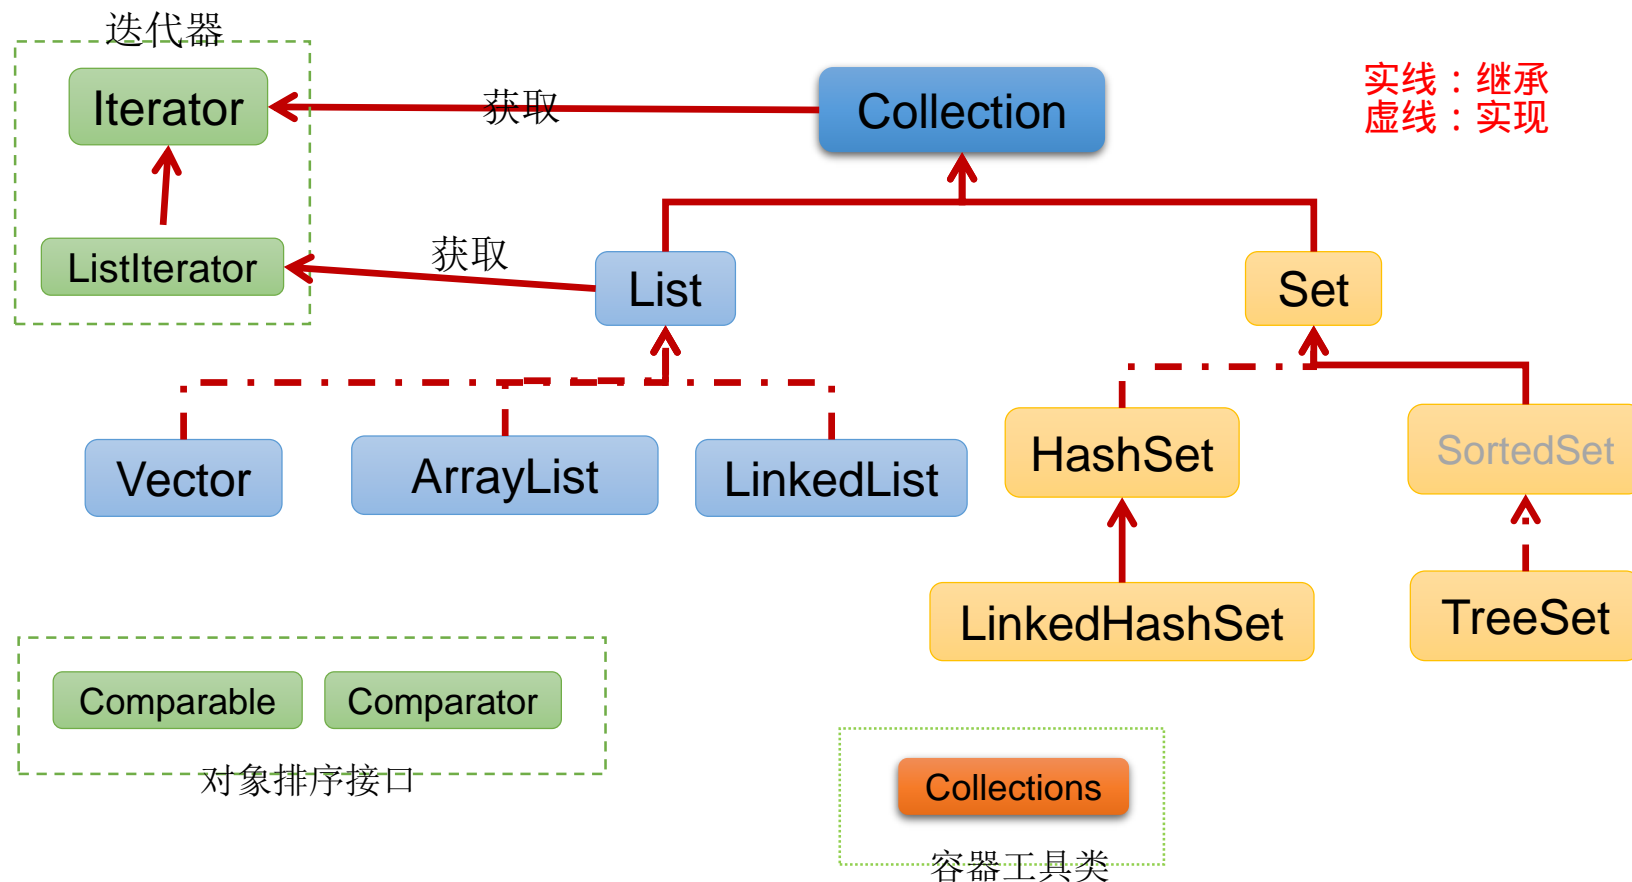 迭代器
Iterator
获取
Collection
实线：继承
虚线：实现
ListIterator
获取
List
Set
Vector
ArrayList
LinkedList
HashSet
SortedSet
LinkedHashSet
TreeSet
Comparable
Comparator
对象排序接口
Collections
容器工具类